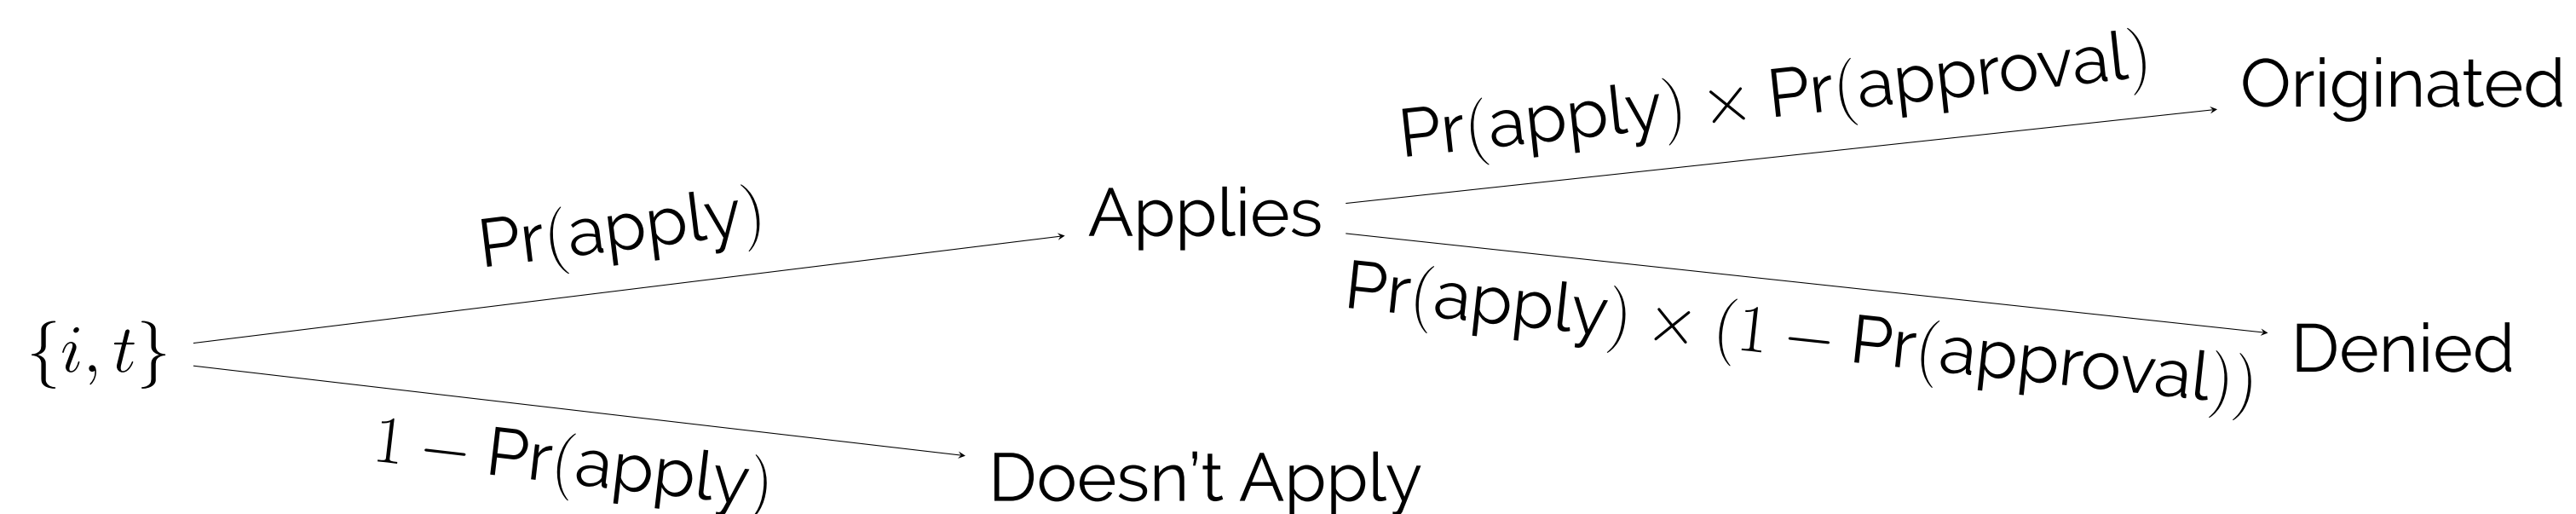 {i, t}
Pr(apply)
1 − Pr(apply)
Applies
Doesn't Apply
Pr(apply) × Pr(approval)
Pr(apply) × (1 − Pr(approval))
Originated
Denied